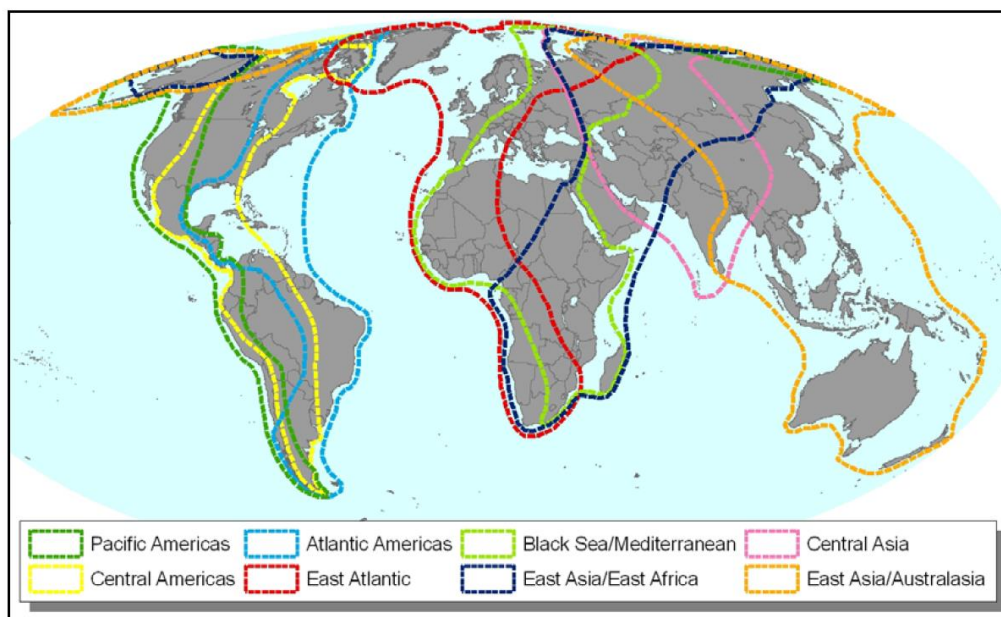 Pacific Americas Atlantic Americas Black Sea/Mediterranean Central Asia
Central Americas East Atlantic East Asia/East Africa East Asia/Australasia